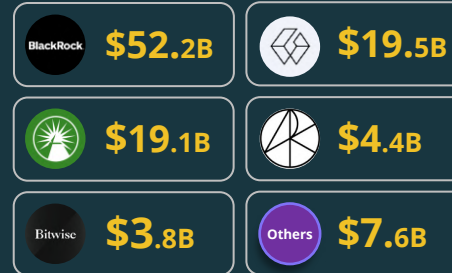 BlackRock. $52.2B
$19.5B
$19.1B
$4.4B
Bitwise $3.8B
Others $7.6B